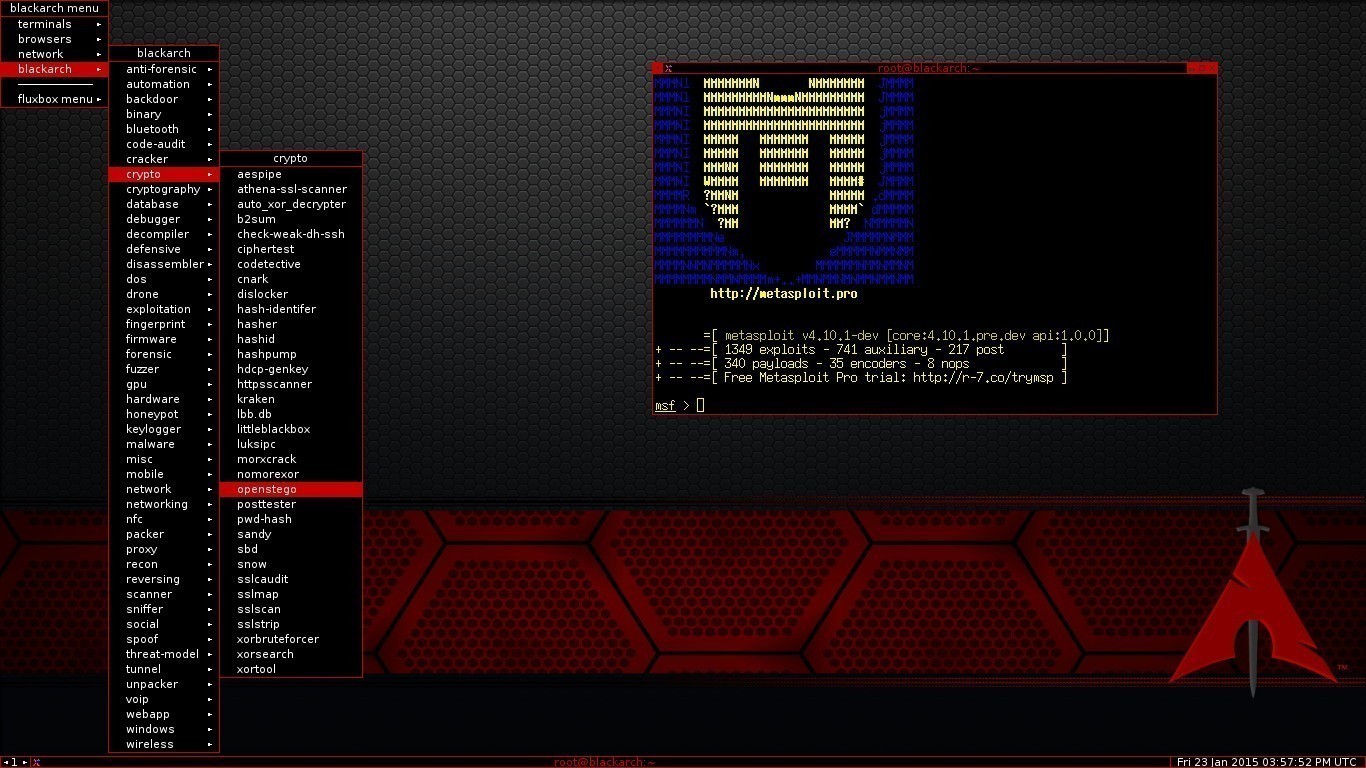 blackarch menu
terminals
browsers
network
blackarch
fluxbox menu
blackarch
anti-forensic
automation
backdoor
binary
bluetooth
code-audit
cracker
crypto
cryptography
database
debugger
decompiler
defensive
disassembler
dos
drone
exploitation
fingerprint
firmware
forensic
fuzzer
gpu
hardware
honeypot
keylogger
malware
misc
mobile
network
networking
nfc
packer
proxy
recon
reversing
scanner
sniffer
social
spoof
threat-model
tunnel
unpacker
voip
webapp
windows
wireless
crypto
aespipe
athena-ssl-scanner
auto_xor_decrypter
b2sum
check-weak-dh-ssh
ciphertest
codetective
cnark
dislocker
hash-identifer
hasher
hashid
hashpump
hdcp-genkey
httpsscanner
kraken
lbb.db
littleblackbox
luksipc
morxcrack
nomorexor
openstego
posttester
pwd-hash
sandy
sbd
snow
sslcaudit
sslmap
sslscan
sslstrip
xorbruteforcer
xorsearch
xortool
root@blackarch:~
http://metasploit.pro
=[ metasploit v4.10.1-dev [core:4.10.1.pre.dev api:1.0.0]]
+ -- --=[ 1349 exploits - 741 auxiliary - 217 post ]
+ -- --=[ 340 payloads - 35 encoders - 8 nops ]
+ -- --=[ Free Metasploit Pro trial: http://r-7.co/trymsp ]
msf >
TM
1
root@blackarch:~
Fri 23 Jan 2015 03:57:52 PM UTC